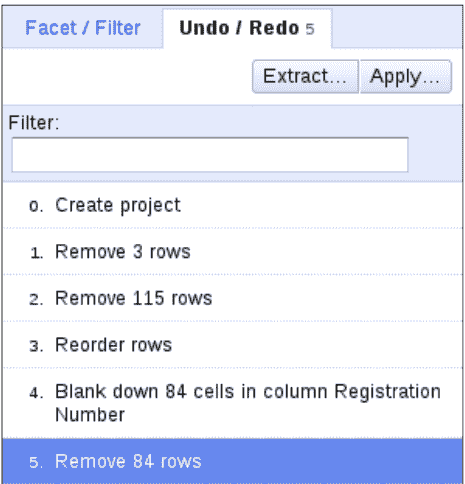 Facet / Filter Undo / Redo 5
Extract... Apply...
Filter:
0. Create project
1. Remove 3 rows
2. Remove 115 rows
3. Reorder rows
4. Blank down 84 cells in column Registration
Number
5. Remove 84 rows